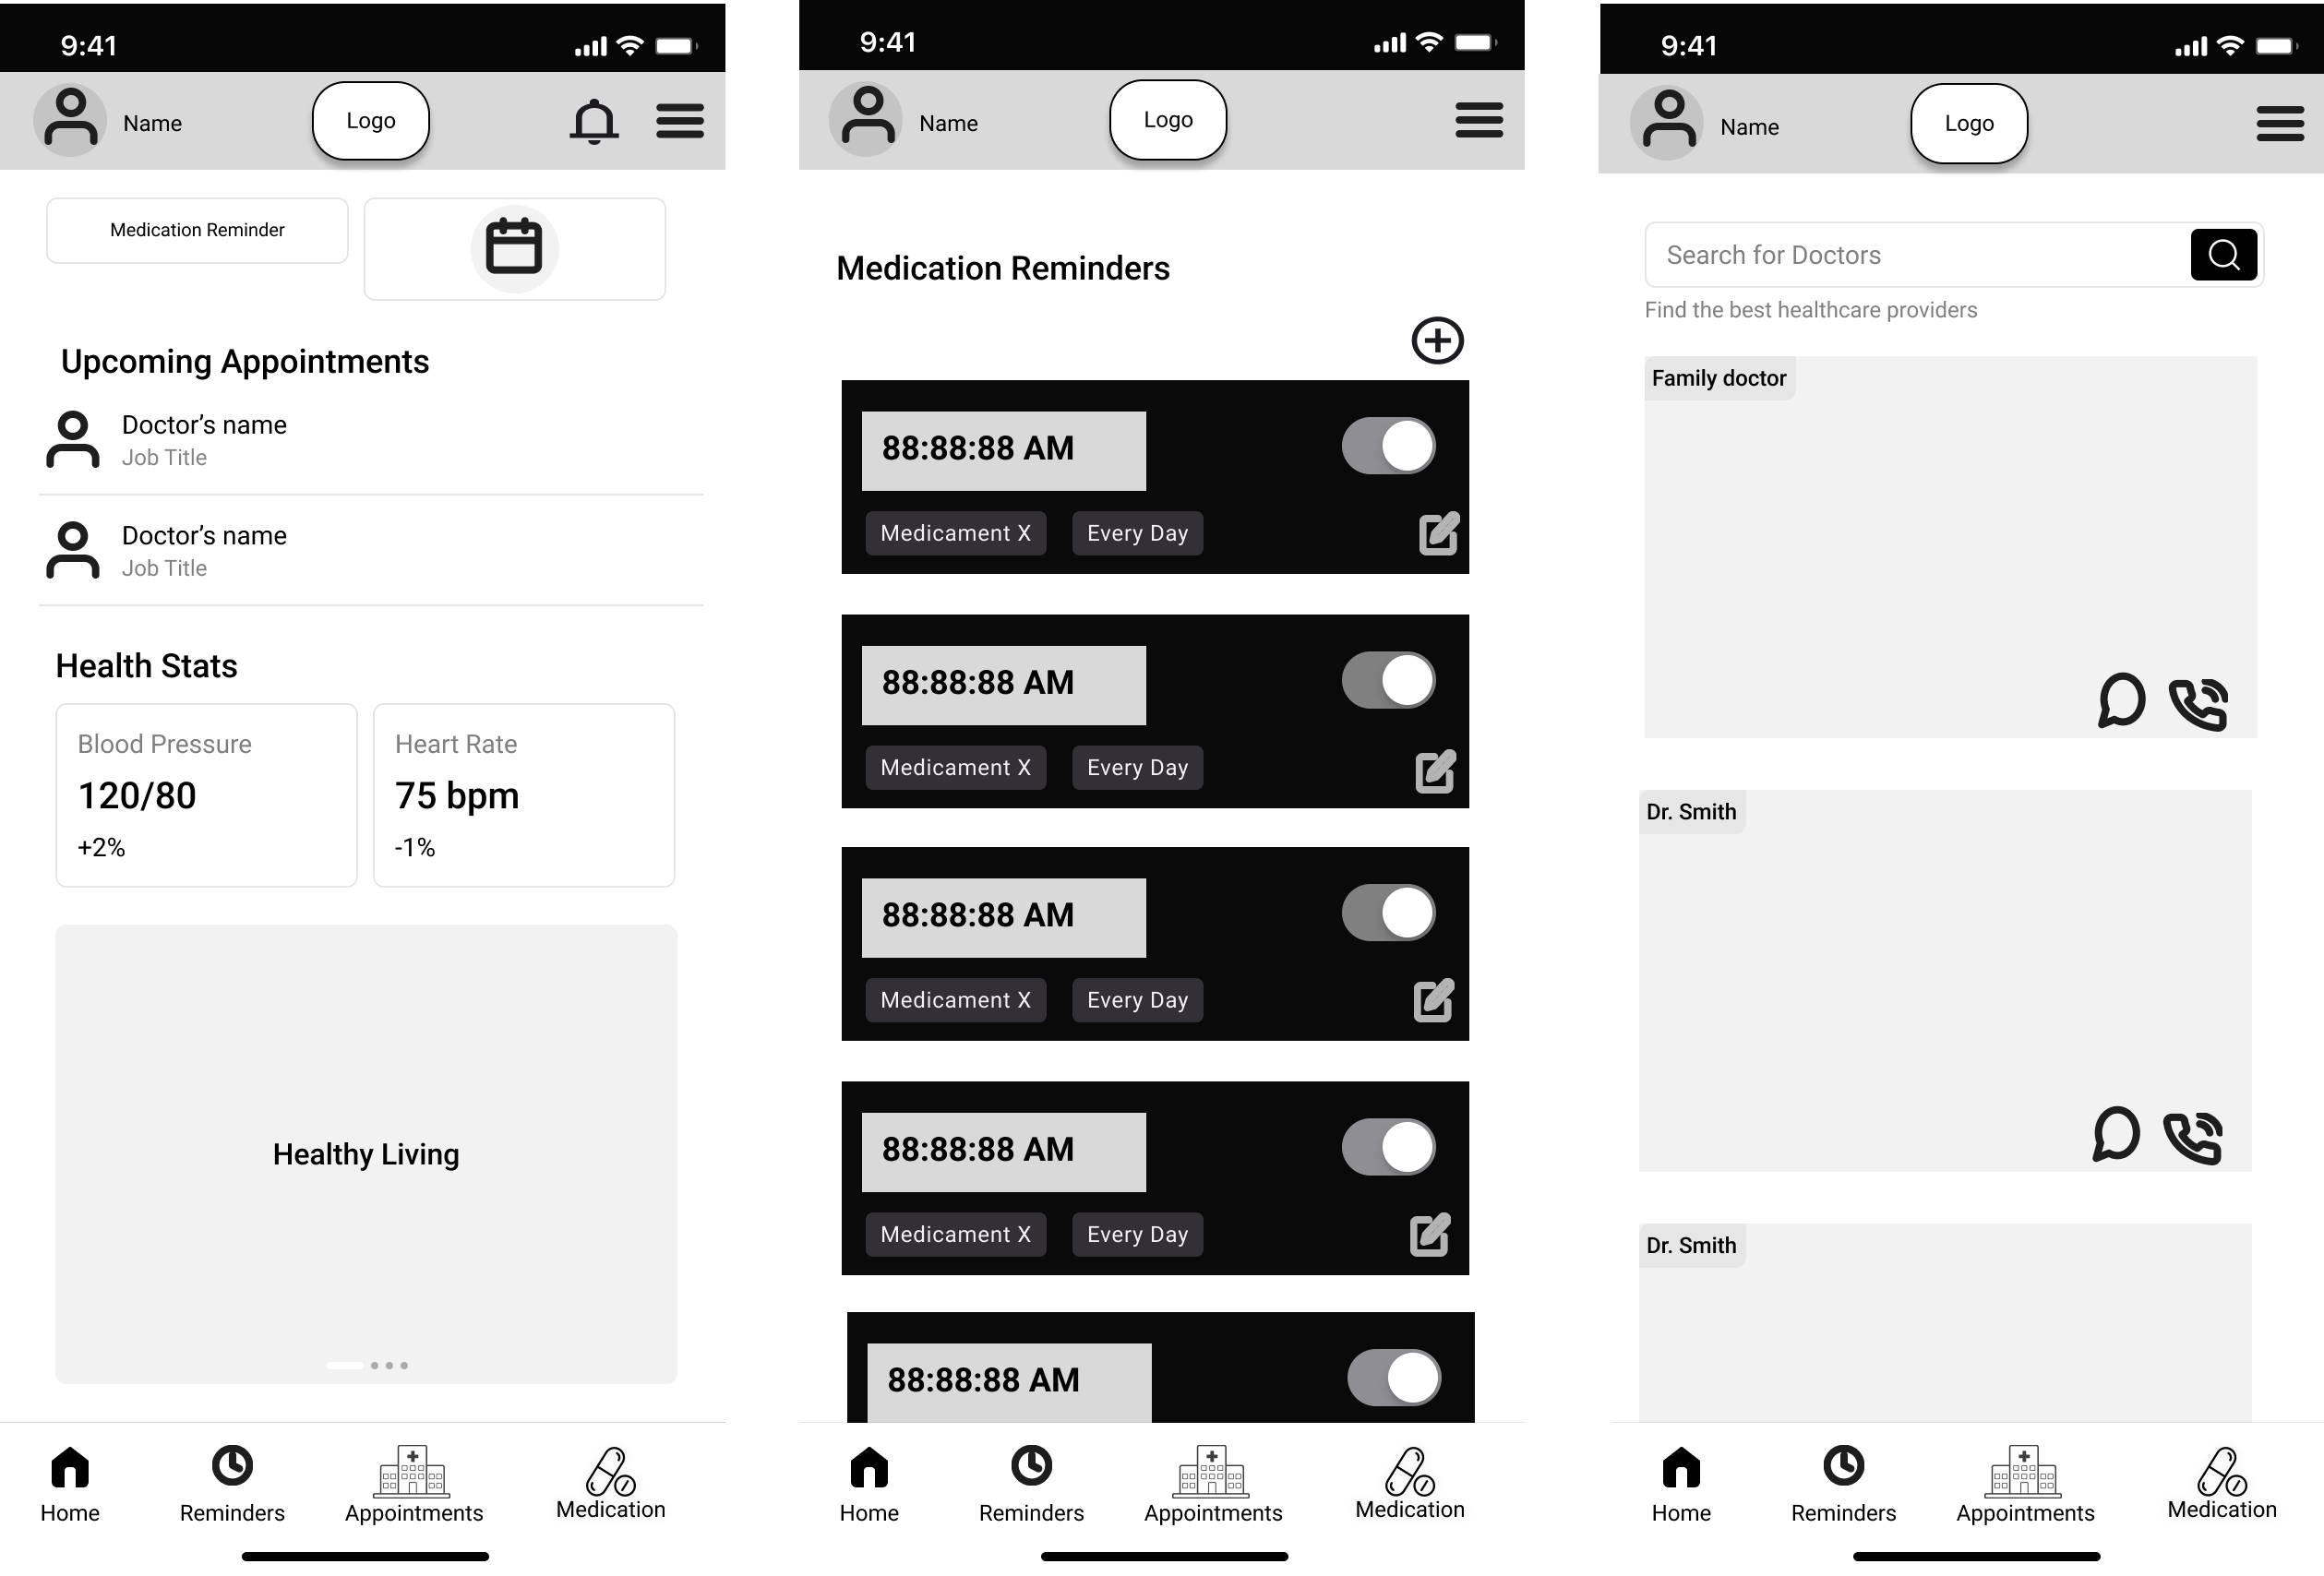 9:41
Name
Logo
Medication Reminder
Upcoming Appointments
Doctor’s name
Job Title
Doctor’s name
Job Title
Health Stats
Blood Pressure
120/80
+2%
Heart Rate
75 bpm
-1%
Healthy Living
Home
Reminders
Appointments
Medication
9:41
Name
Logo
Medication Reminders
88:88:88 AM
Medicament X
Every Day
88:88:88 AM
Medicament X
Every Day
88:88:88 AM
Medicament X
Every Day
88:88:88 AM
Medicament X
Every Day
88:88:88 AM
Home
Reminders
Appointments
Medication
9:41
Name
Logo
Search for Doctors
Find the best healthcare providers
Family doctor
Dr. Smith
Dr. Smith
Home
Reminders
Appointments
Medication